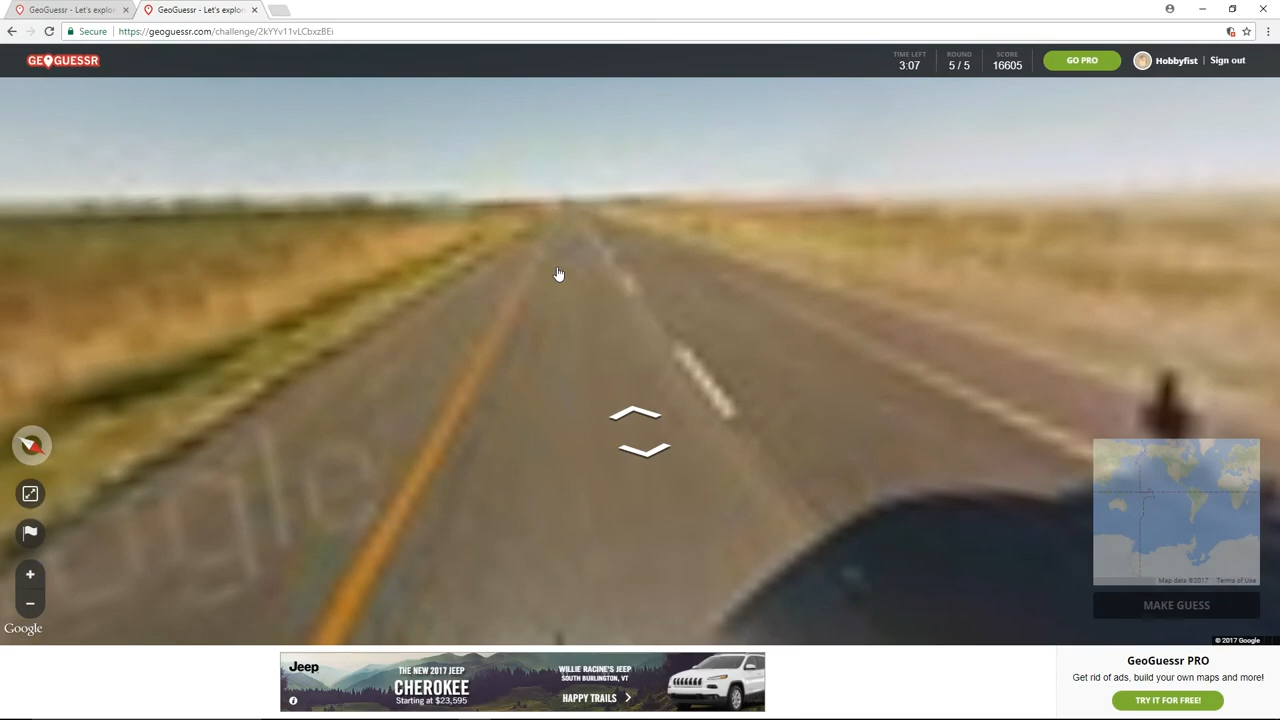 GeoGuessr - Let's explor
GeoGuessr - Let's explor
Secure
https://geoguessr.com/challenge/2kYYv11vLCbxzBEi
GEOGUESSR
TIME LEFT
3:07
ROUND
5 / 5
SCORE
16605
GO PRO
Hobbyfist
Sign out
ogle
Map data ©2017 Terms of Use
MAKE GUESS
Google
© 2017 Google
Jeep
THE NEW 2017 JEEP
CHEROKEE
Starting at $23,595
WILLIE RACINE'S JEEP
SOUTH BURLINGTON, VT
HAPPY TRAILS
GeoGuessr PRO
Get rid of ads, build your own maps and more!
TRY IT FOR FREE!